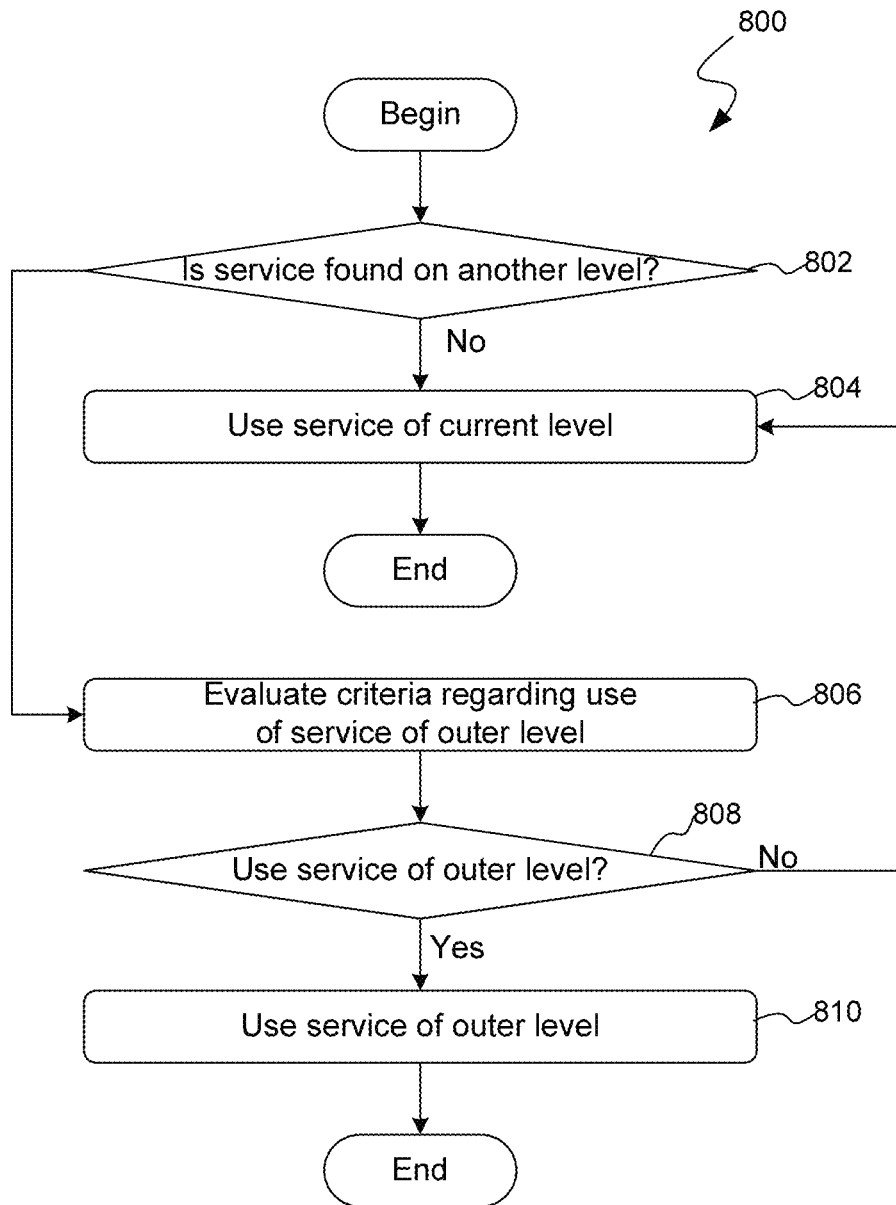 800
Begin
Is service found on another level?
802
No
804
Use service of current level
End
Evaluate criteria regarding use
of service of outer level
806
808
Use service of outer level?
No
Yes
Use service of outer level
810
End